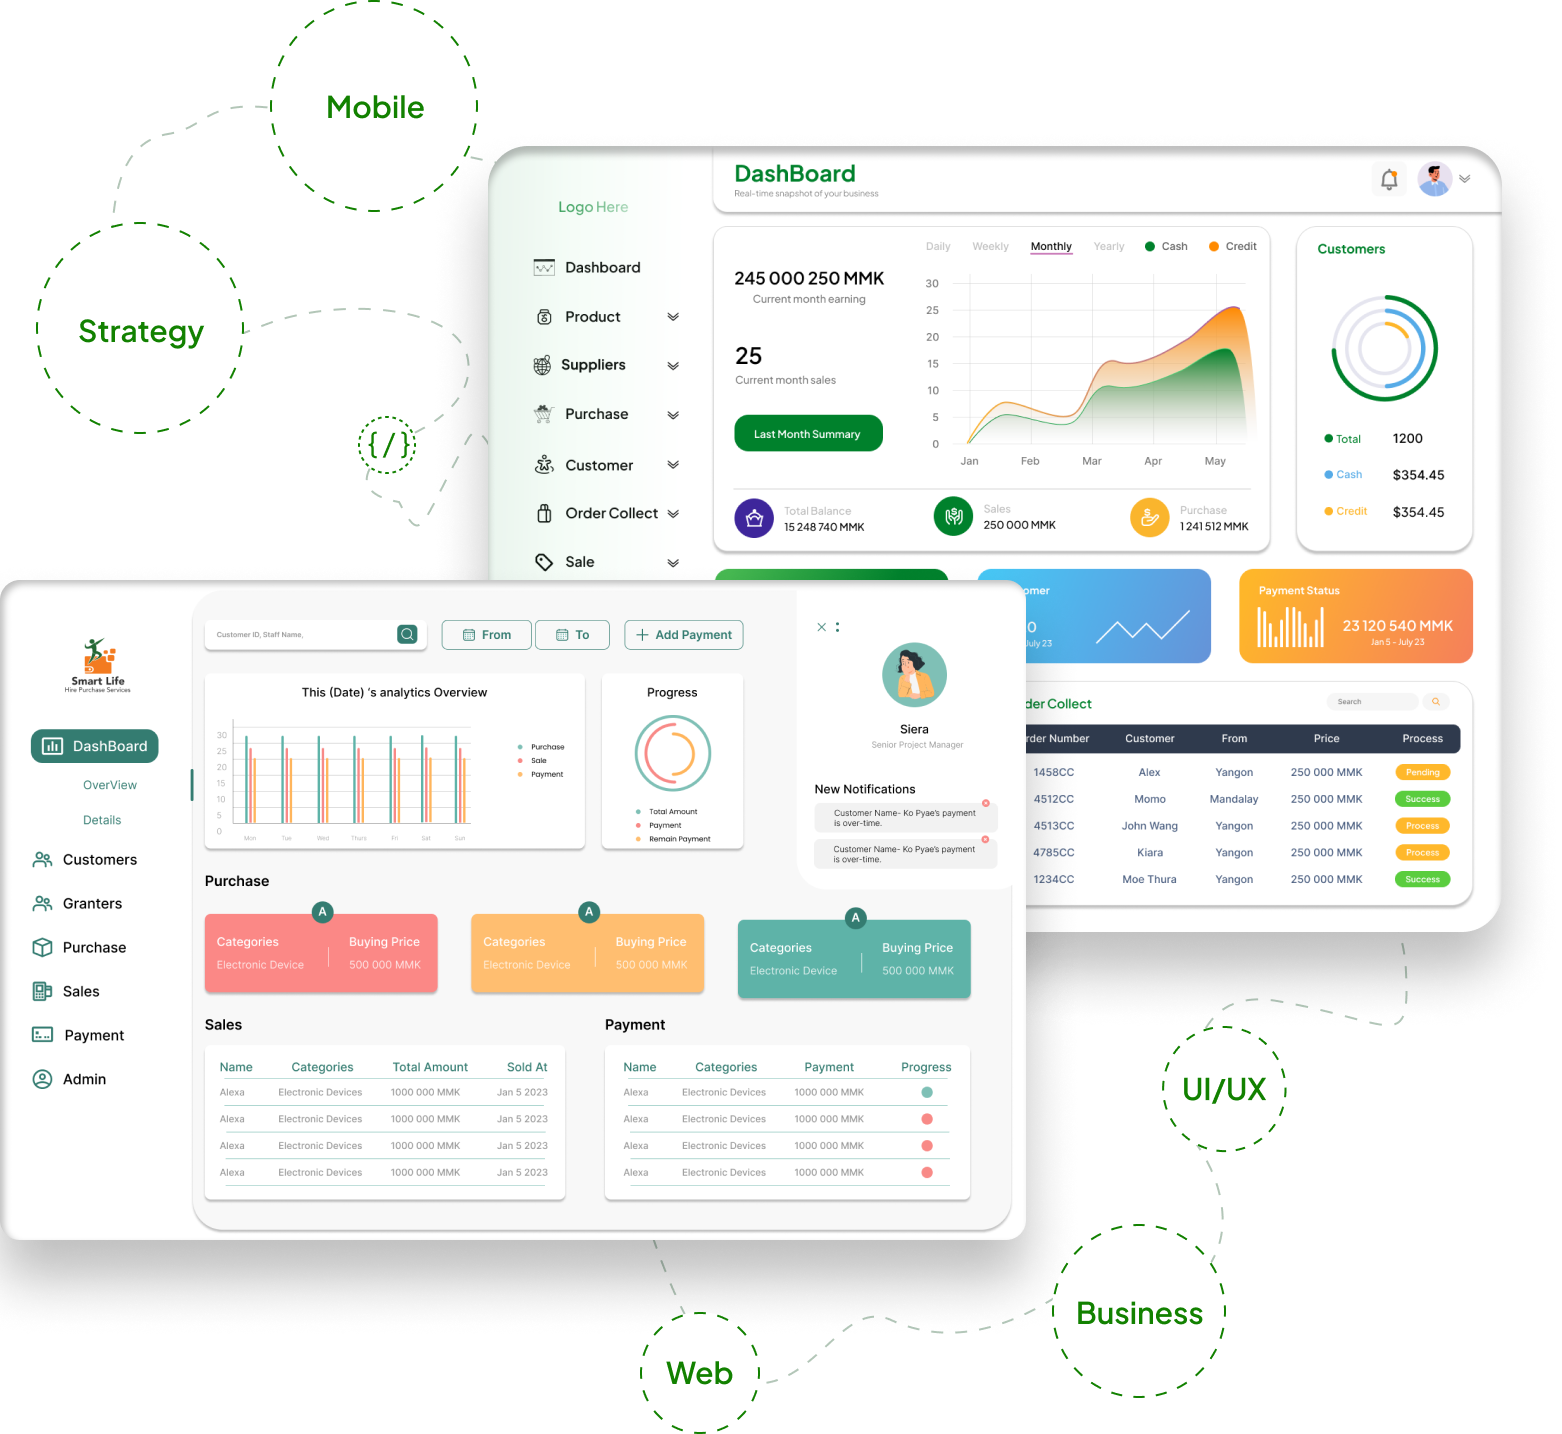 Mobile
Strategy
{/}
DashBoard
Real-time snapshot of your business
Logo Here
Dashboard
Product
Suppliers
Purchase
Customer
Order Collect
Sale
Daily Weekly Monthly Yearly Cash Credit
245 000 250 MMK
Current month earning
25
Current month sales
Last Month Summary
30
25
20
15
10
5
0
Jan Feb Mar Apr May
Total Balance
15 248 740 MMK
Sales
250 000 MMK
Purchase
1 241 512 MMK
Customers
Total 1200
Cash $354.45
Credit $354.45
omer
0
July 23
Payment Status
23 120 540 MMK
Jan 5 - July 23
der Collect
Search
rder Number Customer From Price Process
1458CC Alex Yangon 250 000 MMK Pending
4512CC Momo Mandalay 250 000 MMK Success
4513CC John Wang Yangon 250 000 MMK Process
4785CC Kiara Yangon 250 000 MMK Process
1234CC Moe Thura Yangon 250 000 MMK Success
Smart Life
Hire Purchase Services
DashBoard
OverView
Details
Customers
Granters
Purchase
Sales
Payment
Admin
Customer ID, Staff Name,
From
To
Add Payment
This (Date) 's analytics Overview
30
25
20
15
10
5
0
Mon Tue Wed Thurs Fri Sat Sun
Purchase
Sale
Payment
Progress
Total Amount
Payment
Remain Payment
Siera
Senior Project Manager
New Notifications
Customer Name- Ko Pyae's payment
is over-time.
Customer Name- Ko Pyae's payment
is over-time.
Purchase
A
Categories Buying Price
Electronic Device 500 000 MMK
A
Categories Buying Price
Electronic Device 500 000 MMK
A
Categories Buying Price
Electronic Device 500 000 MMK
Sales
Name Categories Total Amount Sold At
Alexa Electronic Devices 1000 000 MMK Jan 5 2023
Alexa Electronic Devices 1000 000 MMK Jan 5 2023
Alexa Electronic Devices 1000 000 MMK Jan 5 2023
Alexa Electronic Devices 1000 000 MMK Jan 5 2023
Payment
Name Categories Payment Progress
Alexa Electronic Devices 1000 000 MMK
Alexa Electronic Devices 1000 000 MMK
Alexa Electronic Devices 1000 000 MMK
Alexa Electronic Devices 1000 000 MMK
UI/UX
Business
Web